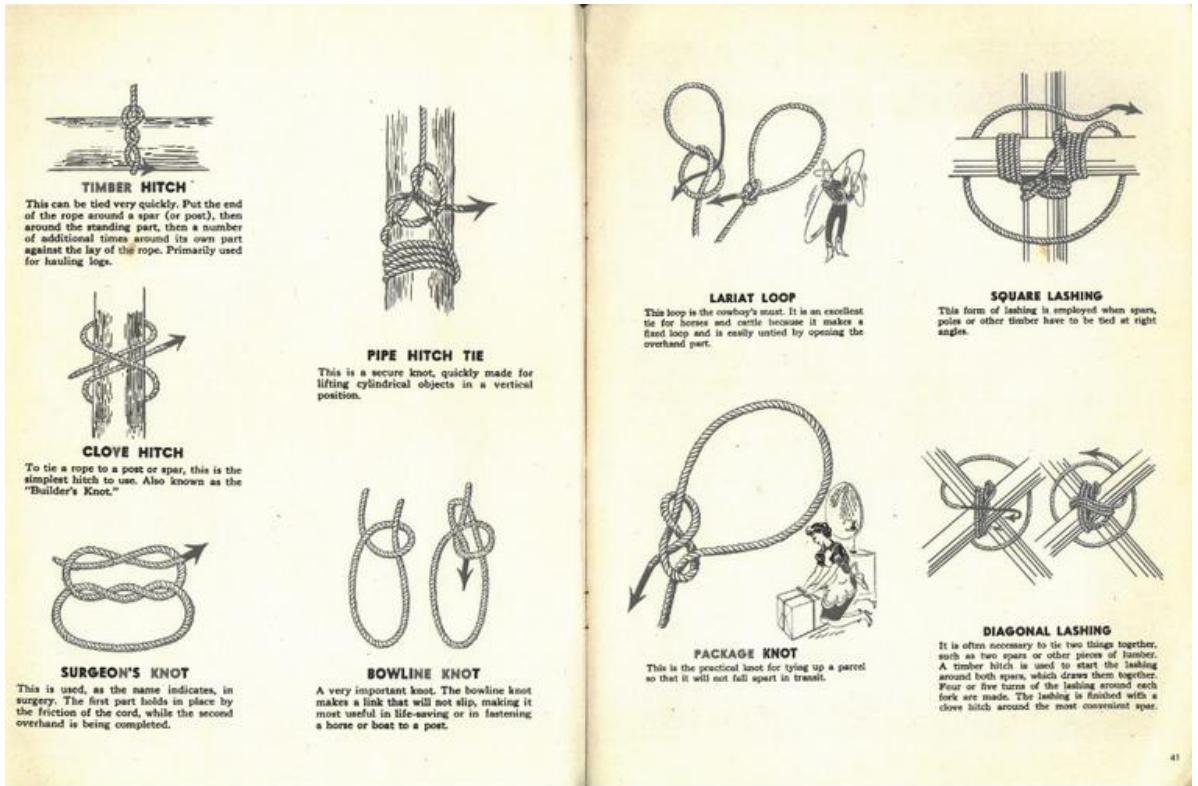 TIMBER HITCH
This can be tied very quickly. Put the end
of the rope around a spar (or post), then
around the standing part, then a number
of additional times around its own part
against the lay of the rope. Primarily used
for hauling logs.
CLOVE HITCH
To tie a rope to a post or spar, this is the
simplest hitch to use. Also known as the
"Builder's Knot."
SURGEON'S KNOT
This is used, as the name indicates, in
surgery. The first part holds in place by
the friction of the cord, while the second
overhand is being completed.
PIPE HITCH TIE
This is a secure knot, quickly made for
lifting cylindrical objects in a vertical
position.
BOWLINE KNOT
A very important knot. The bowline knot
makes a link that will not slip, making it
most useful in life-saving or in fastening
a horse or boat to a post.
LARIAT LOOP
This loop is the cowboy's must. It is an excellent
tie for horses and cattle because it makes a
fixed loop and is easily untied by opening the
overhand part.
PACKAGE KNOT
This is the practical knot for tying up a parcel
so that it will not fall apart in transit.
SQUARE LASHING
This form of lashing is employed when spars,
poles or other timber have to be tied at right
angles.
DIAGONAL LASHING
It is often necessary to tie two things together,
such as two spars or other pieces of lumber.
A timber hitch is used to start the lashing
around both spars, which draws them together.
Four or five turns of the lashing around each
fork are made. The lashing is finished with a
clove hitch around the most convenient spar.
41